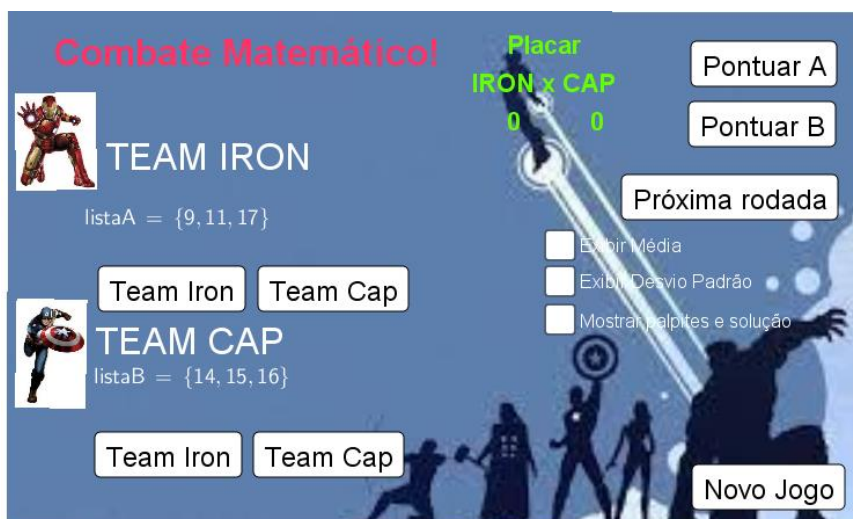 Combate Matemático!
Placar
IRON x CAP
0 0
Pontuar A
Pontuar B
TEAM IRON
Próxima rodada
listaA = {9, 11, 17}
Exibir Média
Exibir Desvio Padrão
Mostrar palpites e solução
Team Iron
Team Cap
TEAM CAP
listaB = {14, 15, 16}
Team Iron
Team Cap
Novo Jogo